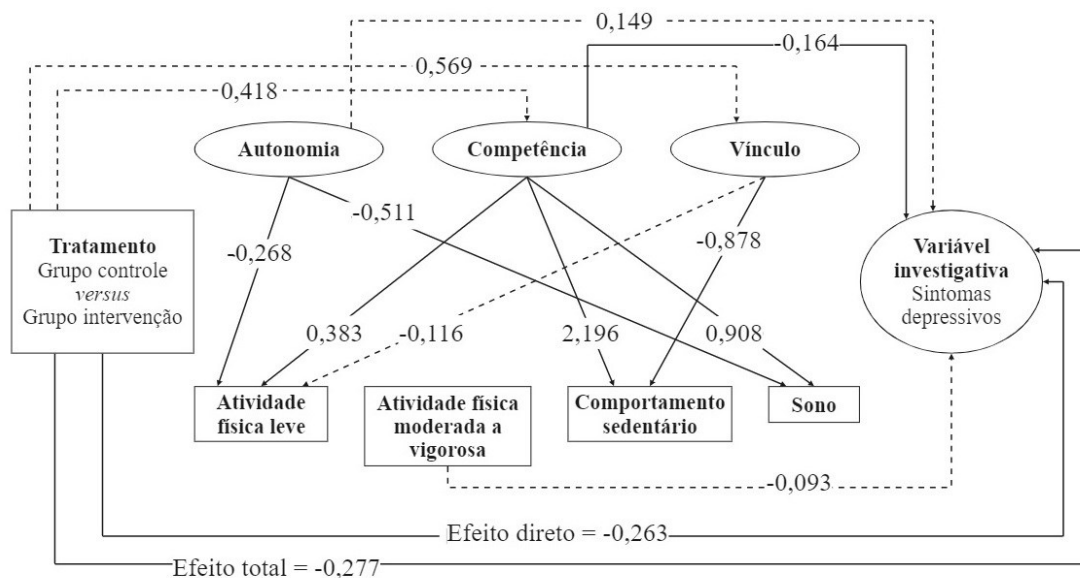 0,149
-0,164
0,569
0,418
Autonomia
Competência
Vínculo
-0,511
Tratamento
Grupo controle
versus
Grupo intervenção
-0,268
-0,878
Variável
investigativa
Sintomas
depressivos
0,383
-0,116
2,196
0,908
Atividade
física leve
Atividade física
moderada a
vigorosa
Comportamento
sedentário
Sono
-0,093
Efeito direto = -0,263
Efeito total = -0,277